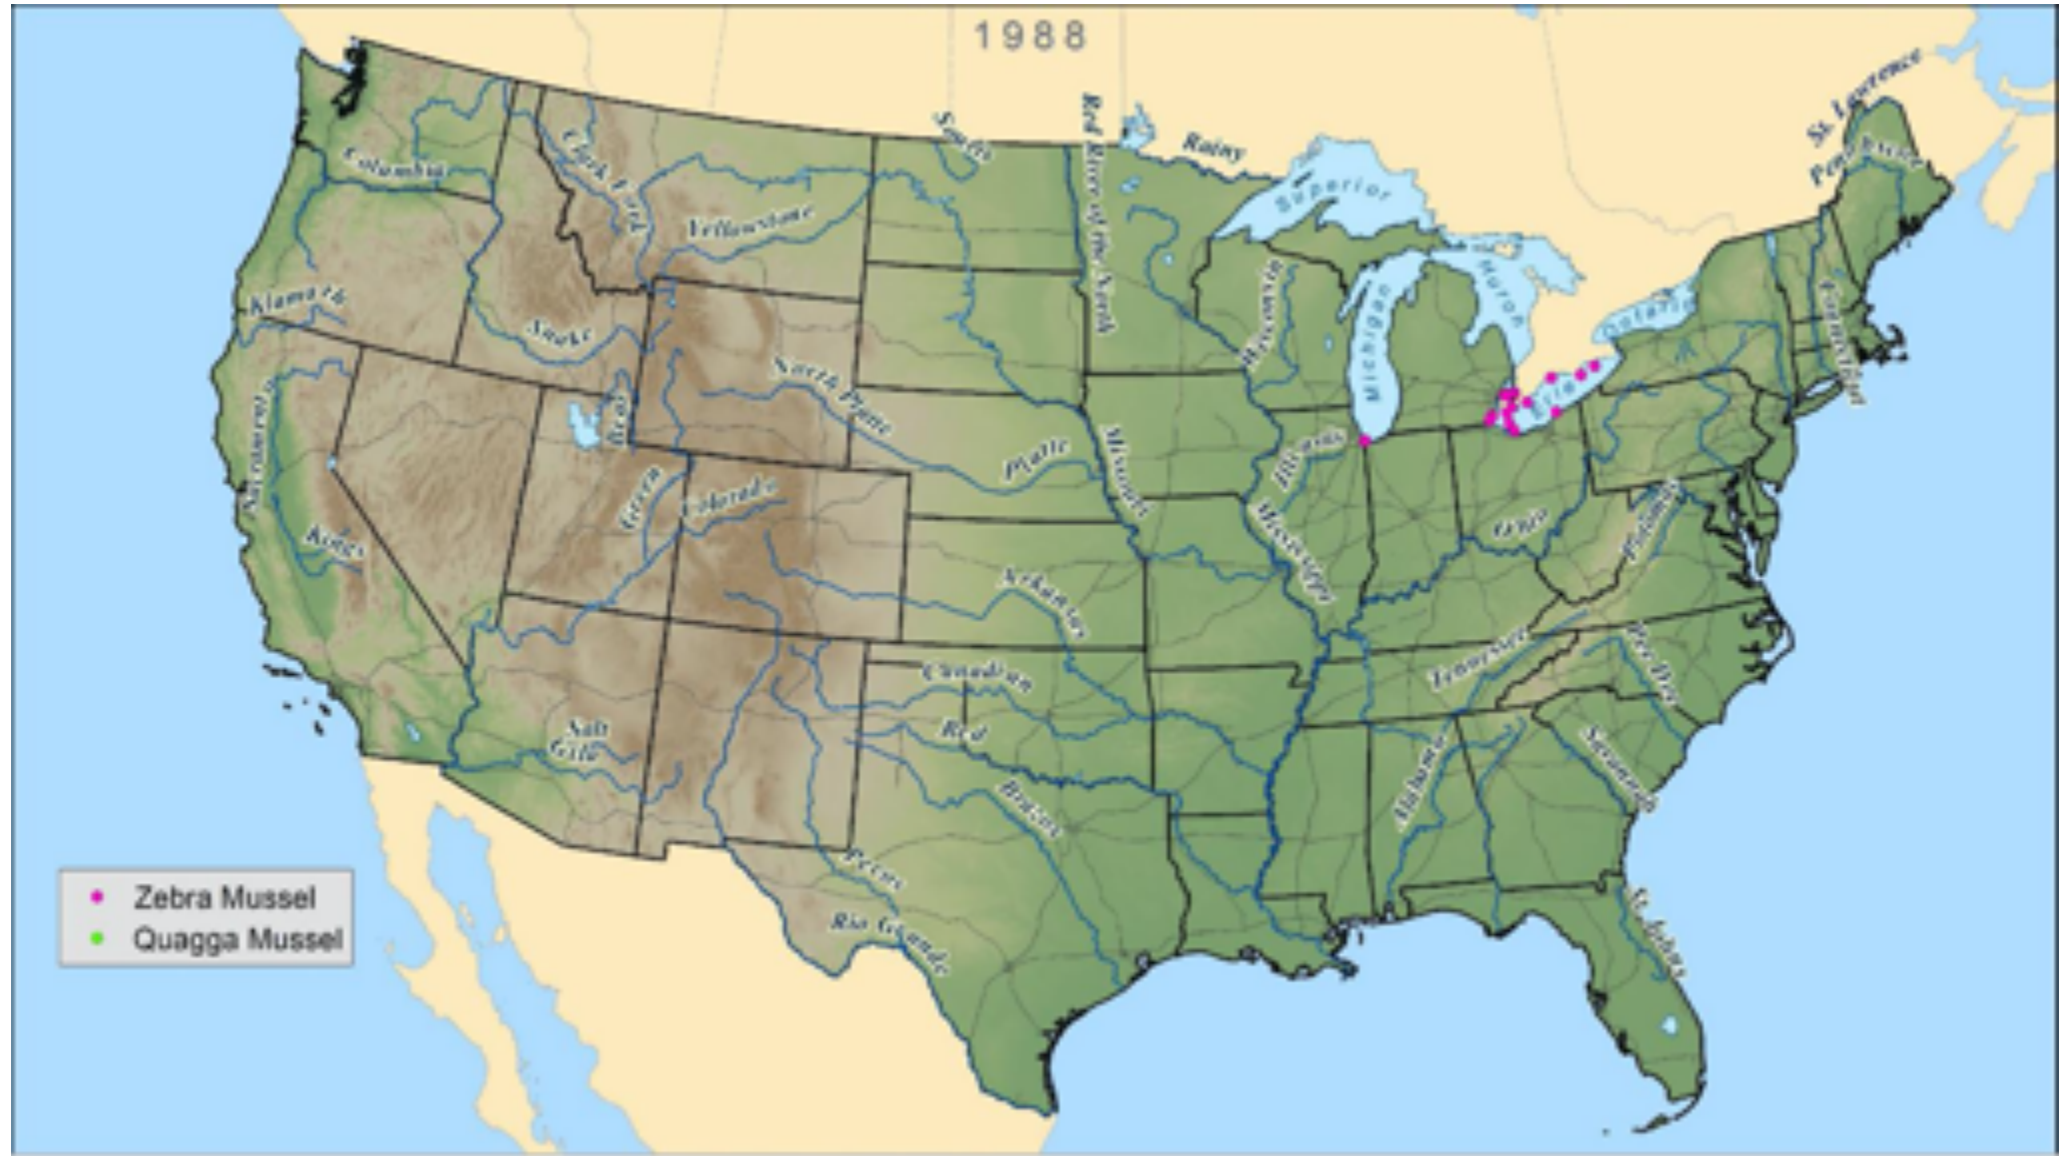 1988
St. Lawrence
Souris
Red River of the North
Rainy
Penobscot
Columbia
Clark Fork
Superior
Yellowstone
Klamath
Snake
Wisconsin
Michigan
Huron
Ontario
Connecticut
Sacramento
Bear
North Platte
Erie
Platte
Missouri
Illinois
Green
Colorado
Mississippi
Ohio
Potomac
Kings
Arkansas
Tennessee
Pee Dee
Canadian
Salt
Gila
Red
Alabama
Savannah
Brazos
Pecos
Rio Grande
St. Johns
Zebra Mussel
Quagga Mussel